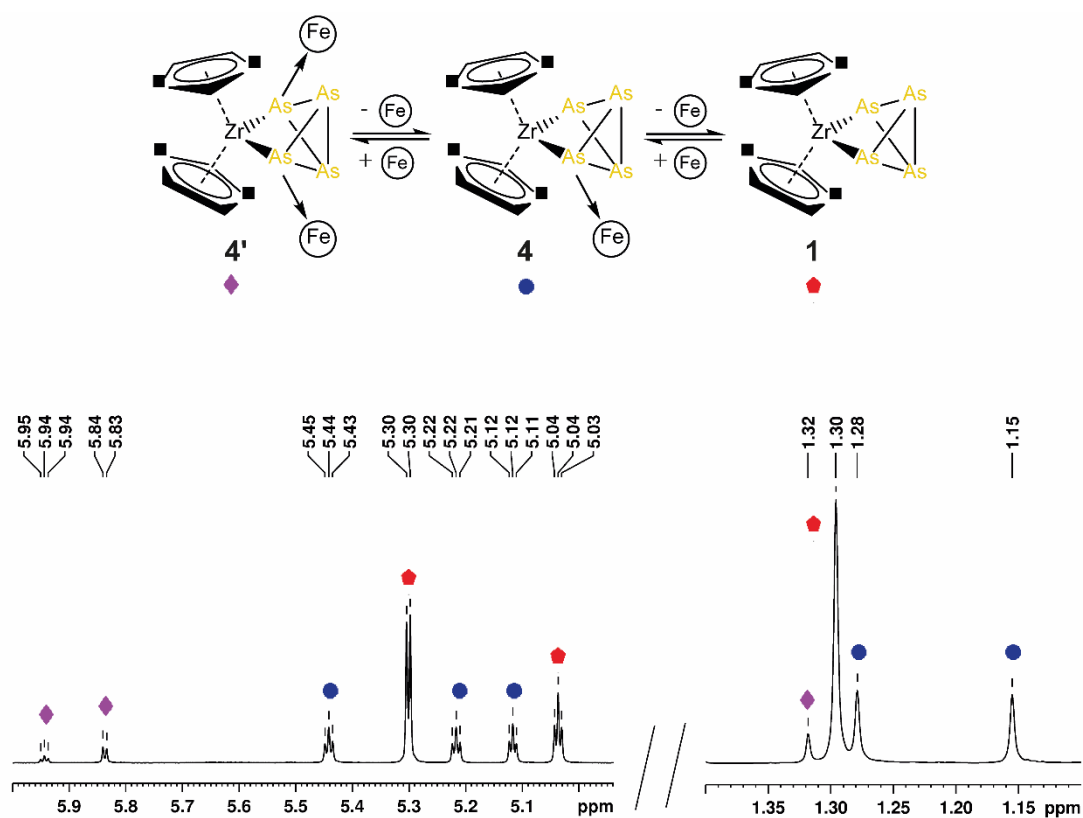 Fe
As As
- Fe
+ Fe
Zr
As As
Fe
4'
As As
- Fe
+ Fe
Zr
As As
Fe
4
As As
Zr
As As
1
5.95
5.94
5.94
5.84
5.83
5.45
5.44
5.43
5.30
5.30
5.22
5.22
5.21
5.12
5.12
5.11
5.04
5.04
5.03
1.32
1.30
1.28
1.15
5.9 5.8 5.7 5.6 5.5 5.4 5.3 5.2 5.1 ppm
1.35 1.30 1.25 1.20 1.15 ppm